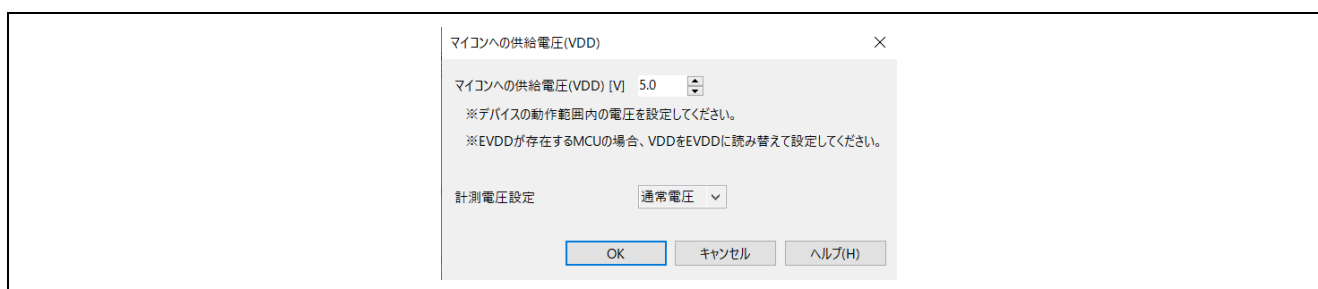 マイコンへの供給電圧(VDD)
マイコンへの供給電圧(VDD) [V] 5.0
※デバイスの動作範囲内の電圧を設定してください。
※EVDDが存在するMCUの場合、VDDをEVDDに読み替えて設定してください。
計測電圧設定 通常電圧
OK キャンセル ヘルプ(H)